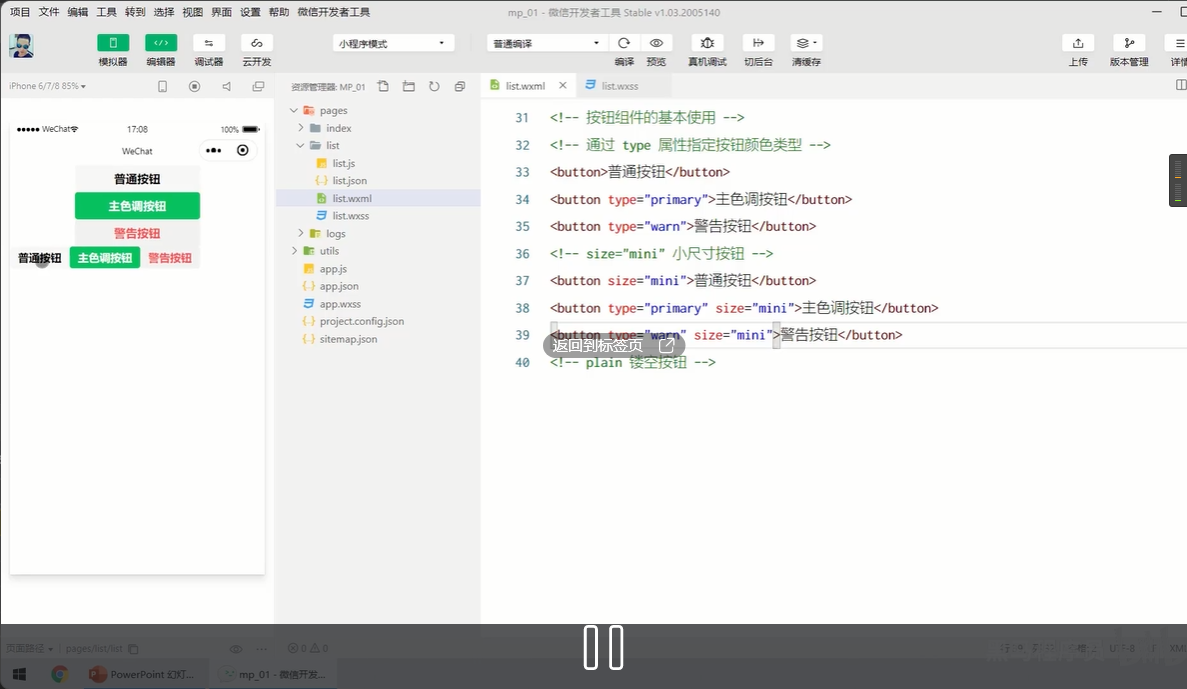 项目 文件 编辑 工具 转到 选择 视图 界面 设置 帮助 微信开发者工具
mp_01 - 微信开发者工具 Stable v1.03.2005140
小程序模式
普通编译
模拟器 编辑器 调试器 云开发
编译 预览 真机调试 切后台 清缓存
上传 版本管理 详情
iPhone 6/7/8 85%
资源管理器: MP_01
list.wxml
list.wxss
WeChat
17:08
100%
WeChat
普通按钮
主色调按钮
警告按钮
普通按钮 主色调按钮 警告按钮
pages
index
list
list.js
list.json
list.wxml
list.wxss
logs
utils
app.js
app.json
app.wxss
project.config.json
sitemap.json
31 <!-- 按钮组件的基本使用 -->
32 <!-- 通过 type 属性指定按钮颜色类型 -->
33 <button>普通按钮</button>
34 <button type="primary">主色调按钮</button>
35 <button type="warn">警告按钮</button>
36 <!-- size="mini" 小尺寸按钮 -->
37 <button size="mini">普通按钮</button>
38 <button type="primary" size="mini">主色调按钮</button>
39 <button type="warn" size="mini">警告按钮</button>
返回到标签页
40 <!-- plain 镂空按钮 -->
页面路径 pages/list/list
0 0
PowerPoint 幻灯...
mp_01 - 微信开发...